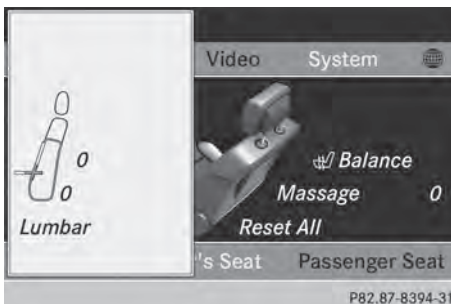 Video System
0
0
Lumbar
Balance
Massage 0
Reset All
's Seat Passenger Seat
P82.87-8394-31